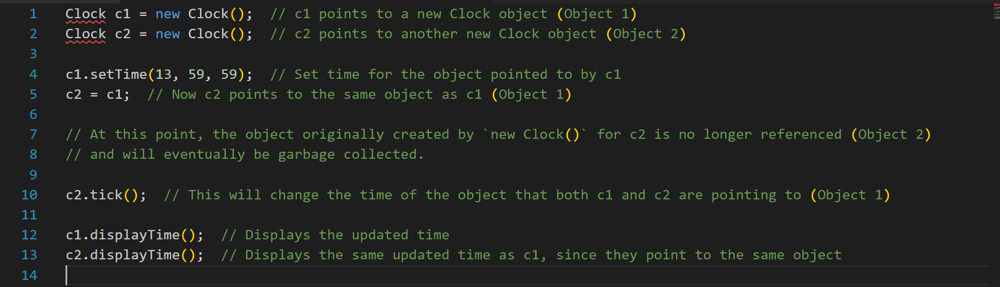 1 Clock c1 = new Clock(); // c1 points to a new Clock object (Object 1)
2 Clock c2 = new Clock(); // c2 points to another new Clock object (Object 2)
3
4 c1.setTime(13, 59, 59); // Set time for the object pointed to by c1
5 c2 = c1; // Now c2 points to the same object as c1 (Object 1)
6
7 // At this point, the object originally created by `new Clock()` for c2 is no longer referenced (Object 2)
8 // and will eventually be garbage collected.
9
10 c2.tick(); // This will change the time of the object that both c1 and c2 are pointing to (Object 1)
11
12 c1.displayTime(); // Displays the updated time
13 c2.displayTime(); // Displays the same updated time as c1, since they point to the same object
14